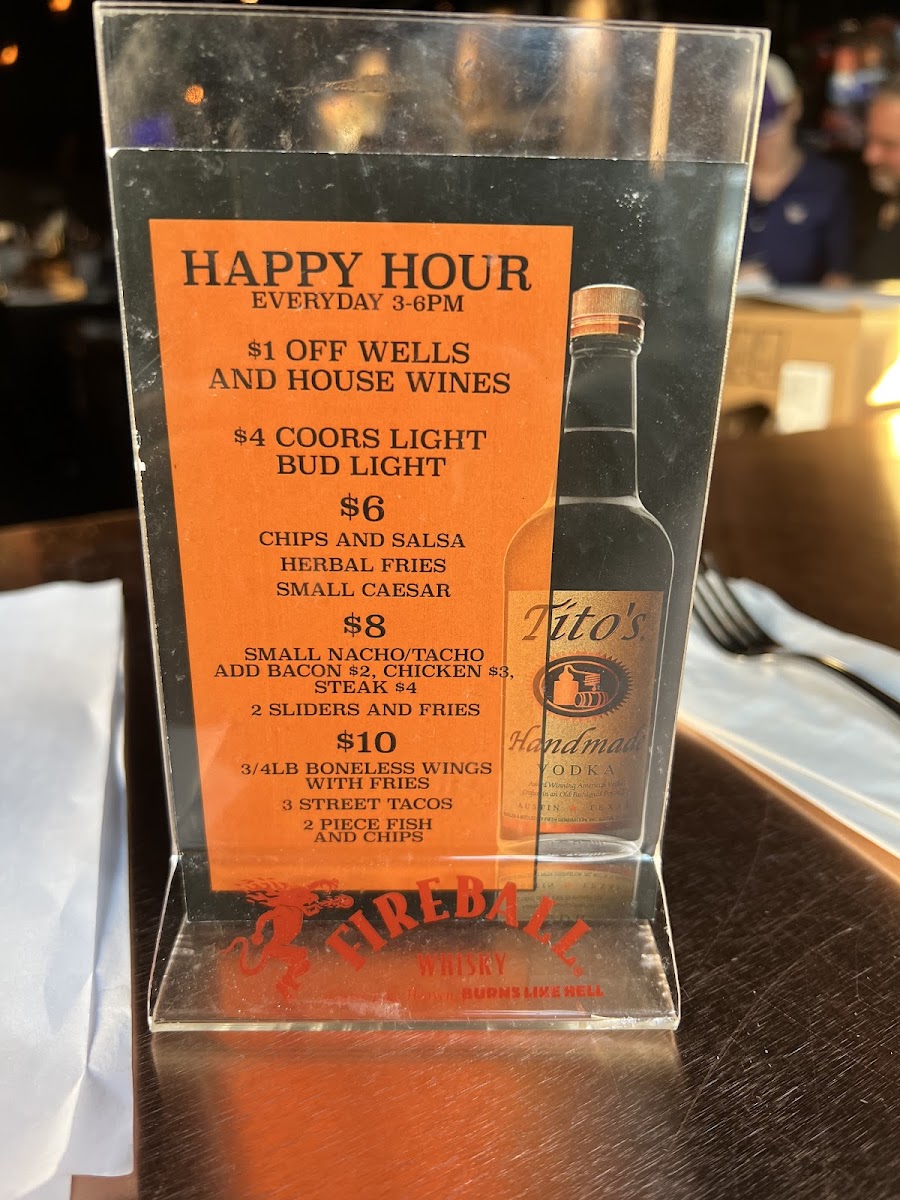 HAPPY HOUR
EVERYDAY 3-6PM
$1 OFF WELLS
AND HOUSE WINES
$4 COORS LIGHT
BUD LIGHT
$6
CHIPS AND SALSA
HERBAL FRIES
SMALL CAESAR
$8
SMALL NACHO/TACHO
ADD BACON $2, CHICKEN $3,
STEAK $4
2 SLIDERS AND FRIES
$10
3/4LB BONELESS WINGS
WITH FRIES
3 STREET TACOS
2 PIECE FISH
AND CHIPS
Tito's
Handmade
VODKA
AUSTIN TEXAS
FIREBALL
WHISKY
BURNS LIKE HELL